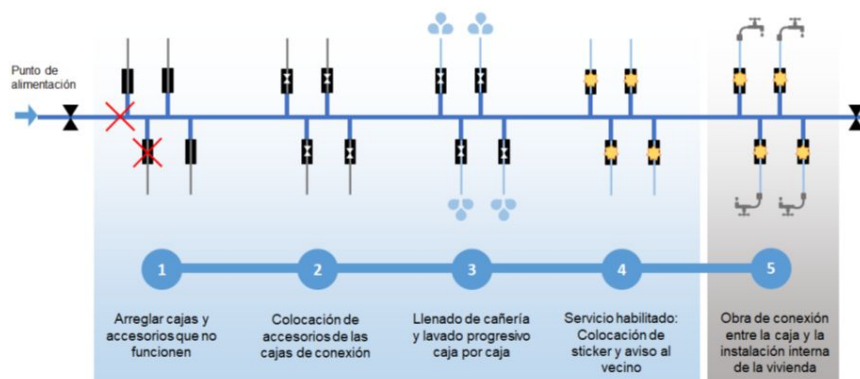 Punto de
alimentación
1
2
3
4
5
Arreglar cajas y
accesorios que no
funcionen
Colocación de
accesorios de las
cajas de conexión
Llenado de cañería
y lavado progresivo
caja por caja
Servicio habilitado:
Colocación de
sticker y aviso al
vecino
Obra de conexión
entre la caja y la
instalación interna
de la vivienda